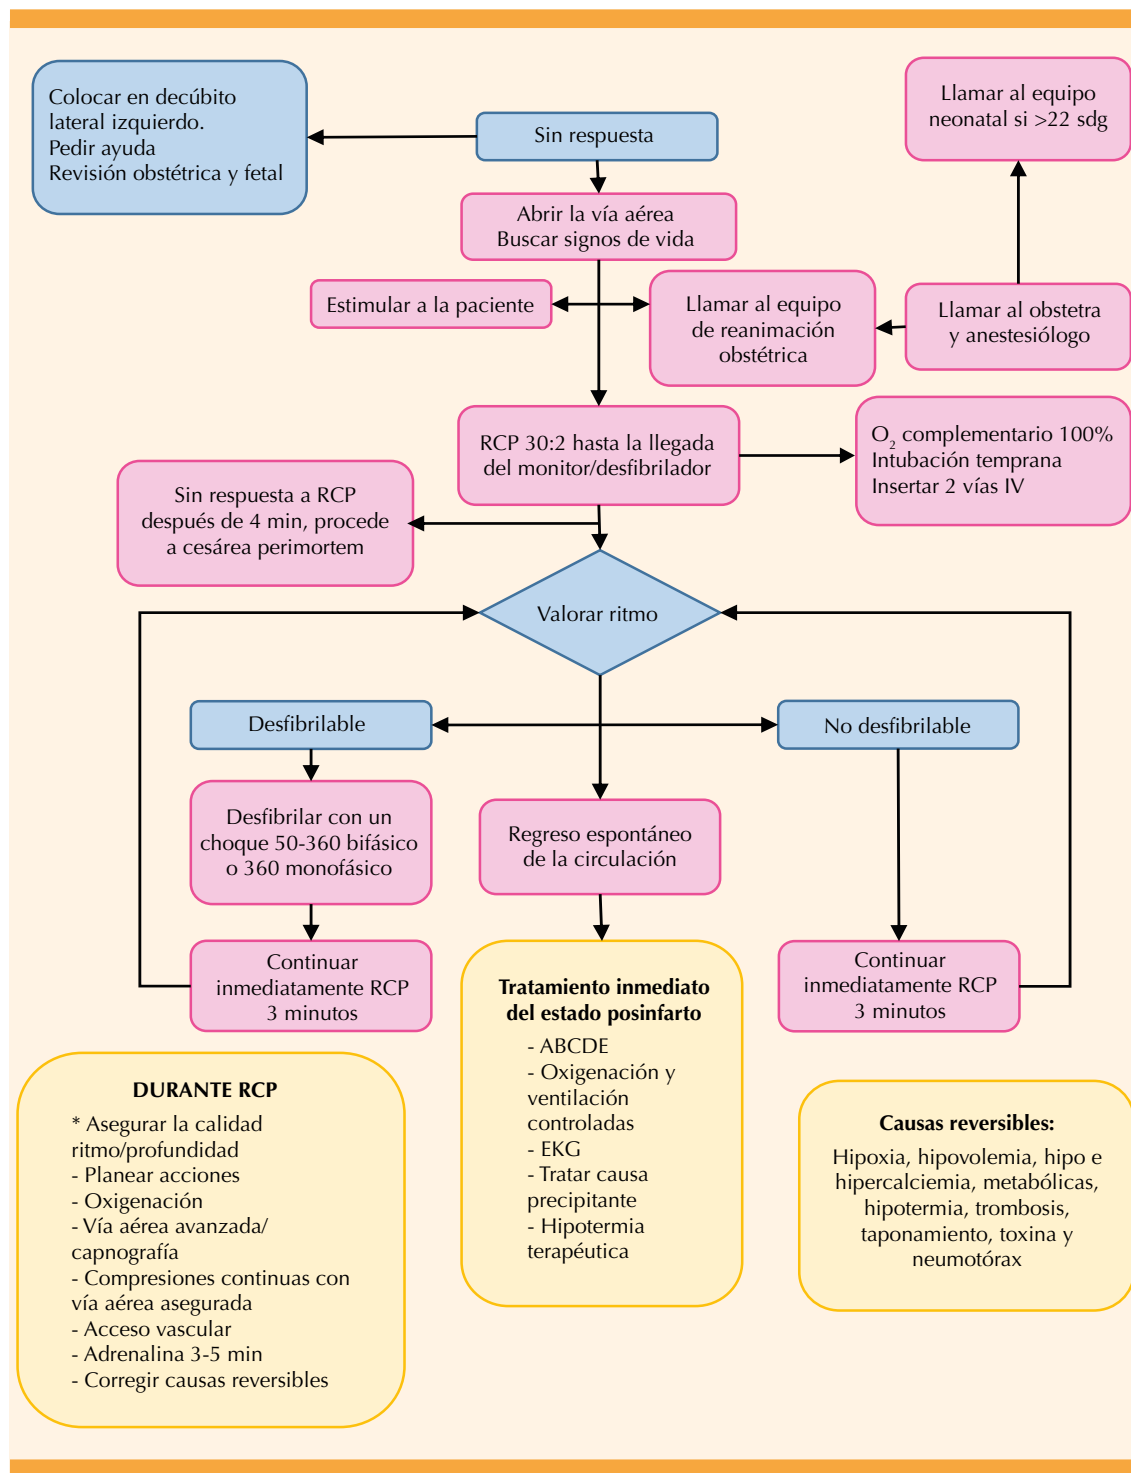 Colocar en decúbito
lateral izquierdo.
Pedir ayuda
Revisión obstétrica y fetal
Sin respuesta
Llamar al equipo
neonatal si >22 sdg
Abrir la vía aérea
Buscar signos de vida
Estimular a la paciente
Llamar al equipo
de reanimación
obstétrica
Llamar al obstetra
y anestesiólogo
RCP 30:2 hasta la llegada
del monitor/desfibrilador
O₂ complementario 100%
Intubación temprana
Insertar 2 vías IV
Sin respuesta a RCP
después de 4 min, procede
a cesárea perimortem
Valorar ritmo
Desfibrilable
No desfibrilable
Desfibrilar con un
choque 50-360 bifásico
o 360 monofásico
Regreso espontáneo
de la circulación
Continuar
inmediatamente RCP
3 minutos
Tratamiento inmediato
del estado posinfarto
- ABCDE
- Oxigenación y
ventilación
controladas
- EKG
- Tratar causa
precipitante
- Hipotermia
terapéutica
Continuar
inmediatamente RCP
3 minutos
DURANTE RCP
* Asegurar la calidad
ritmo/profundidad
- Planear acciones
- Oxigenación
- Vía aérea avanzada/
capnografía
- Compresiones continuas con
vía aérea asegurada
- Acceso vascular
- Adrenalina 3-5 min
- Corregir causas reversibles
Causas reversibles:
Hipoxia, hipovolemia, hipo e
hipercalciemia, metabólicas,
hipotermia, trombosis,
taponamiento, toxina y
neumotórax